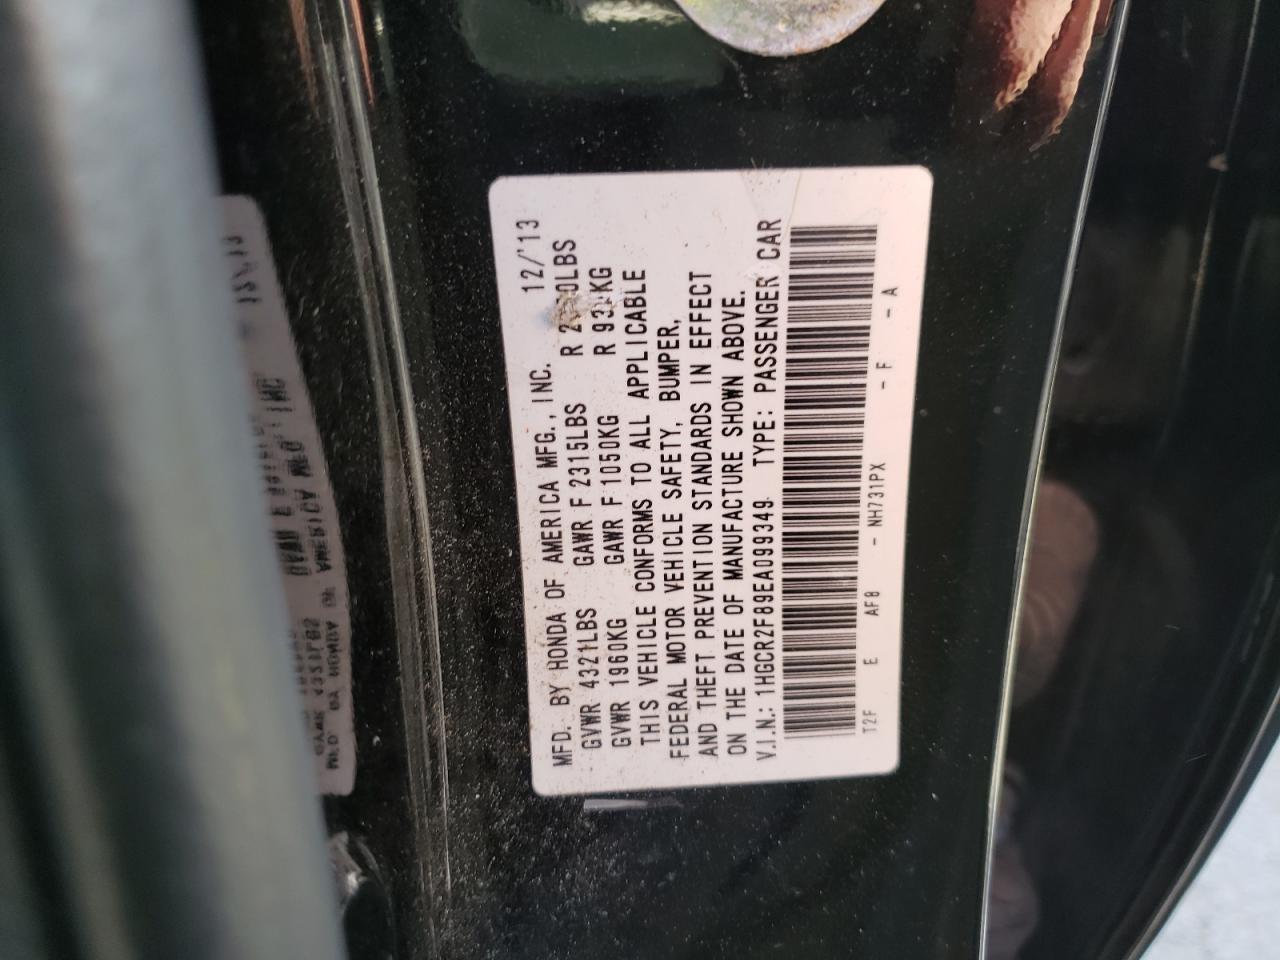 MFD. BY HONDA OF AMERICA MFG., INC. 12/'13
GVWR 4321LBS GAWR F 2315LBS R
GVWR 1960KG GAWR F 1050KG R
THIS VEHICLE CONFORMS TO ALL APPLICABLE
FEDERAL MOTOR VEHICLE SAFETY, BUMPER,
AND THEFT PREVENTION STANDARDS IN EFFECT
ON THE DATE OF MANUFACTURE SHOWN ABOVE.
V.I.N.: 1HGCR2F89EA099349 TYPE: PASSENGER CAR
T2F E AF8 - NH731PX - F - A